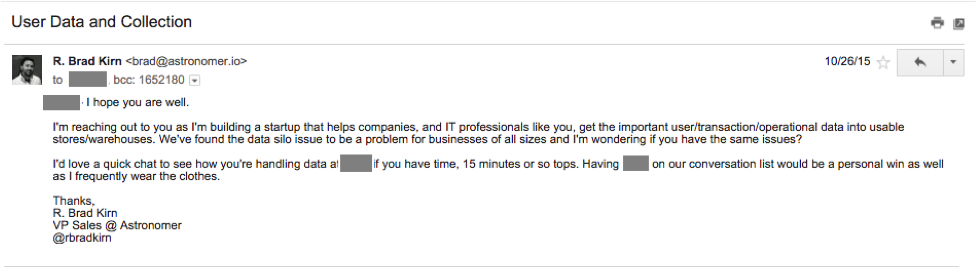 User Data and Collection
R. Brad Kirn <brad@astronomer.io>
10/26/15
to , bcc: 1652180
· I hope you are well.
I'm reaching out to you as I'm building a startup that helps companies, and IT professionals like you, get the important user/transaction/operational data into usable
stores/warehouses. We've found the data silo issue to be a problem for businesses of all sizes and I'm wondering if you have the same issues?
I'd love a quick chat to see how you're handling data at if you have time, 15 minutes or so tops. Having on our conversation list would be a personal win as well
as I frequently wear the clothes.
Thanks,
R. Brad Kirn
VP Sales @ Astronomer
@rbradkirn